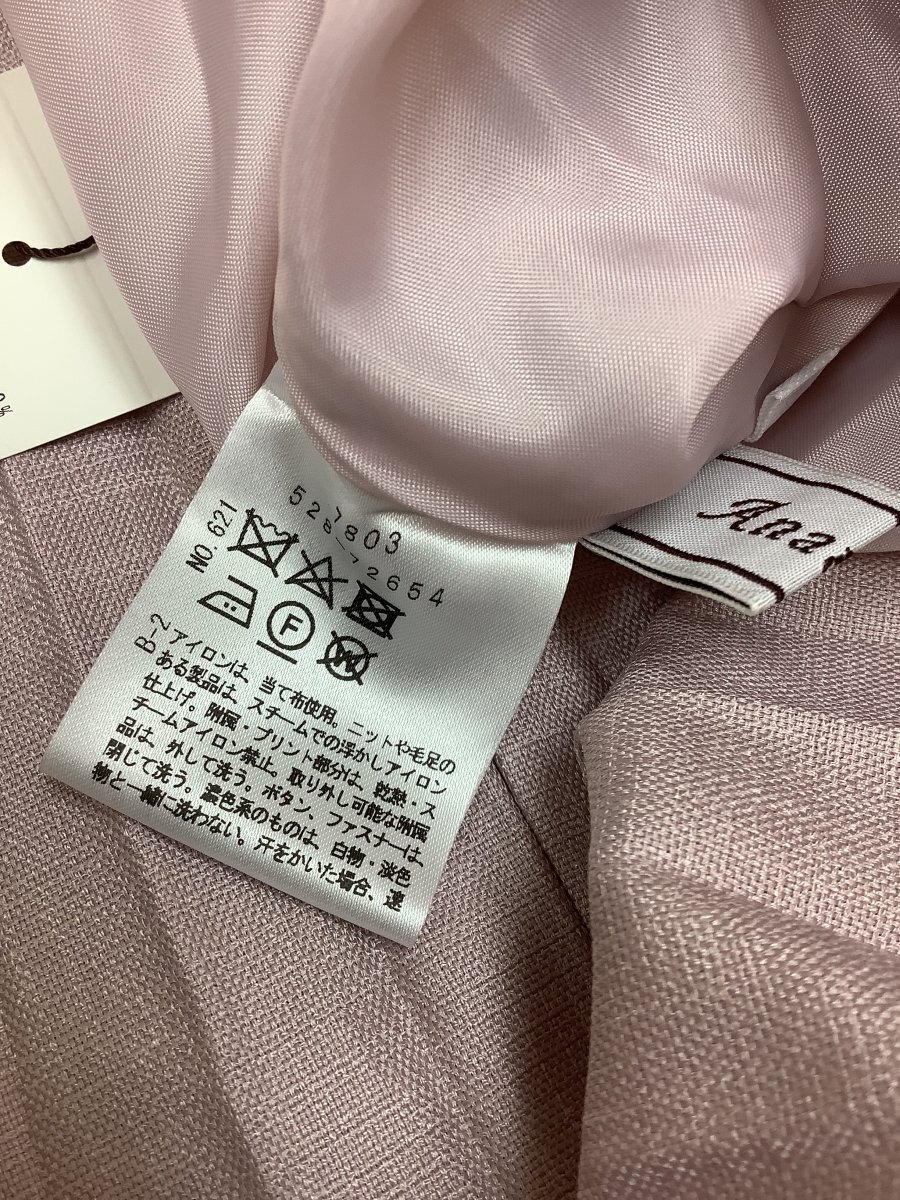 521803
528-72654
NO. 621
F
W
B-2 アイロンは、当て布使用。ニットや毛足の
ある製品は、スチームでの浮かしアイロン
仕上げ。附属・プリント部分は、乾熱・ス
チームアイロン禁止。取り外し可能な附属
品は、外して洗う。ボタン、ファスナーは、
閉じて洗う。濃色系のものは、白物・淡色
物と一緒に洗わない。汗をかいた場合、速
Ana